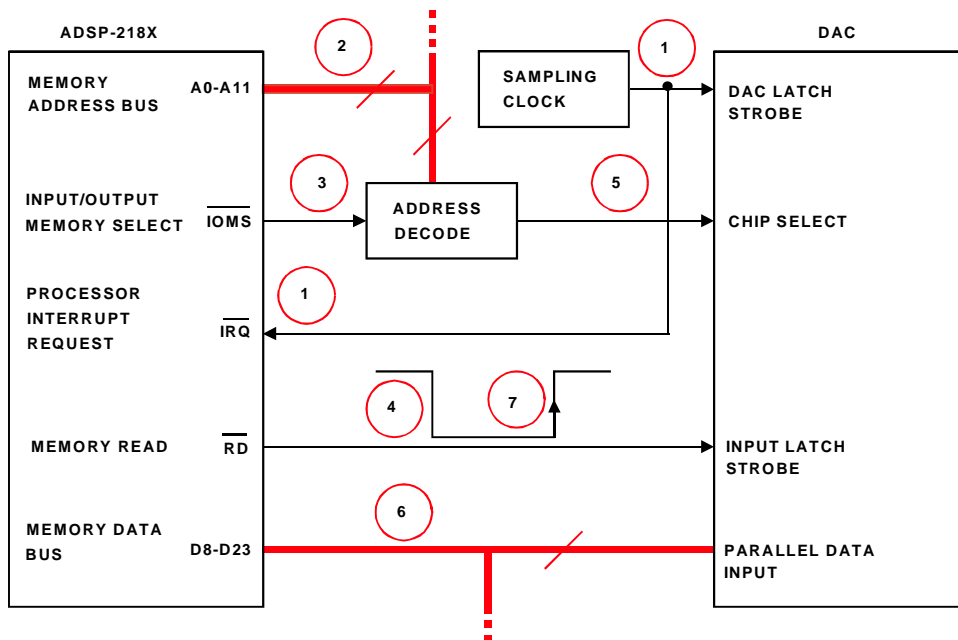 ADSP-218X
DAC
2
1
MEMORY
ADDRESS BUS
A0-A11
SAMPLING
CLOCK
DAC LATCH
STROBE
3
5
INPUT/OUTPUT
MEMORY SELECT
IOMS
ADDRESS
DECODE
CHIP SELECT
PROCESSOR
INTERRUPT
REQUEST
1
IRQ
4
7
MEMORY READ
RD
INPUT LATCH
STROBE
6
MEMORY DATA
BUS
D8-D23
PARALLEL DATA
INPUT